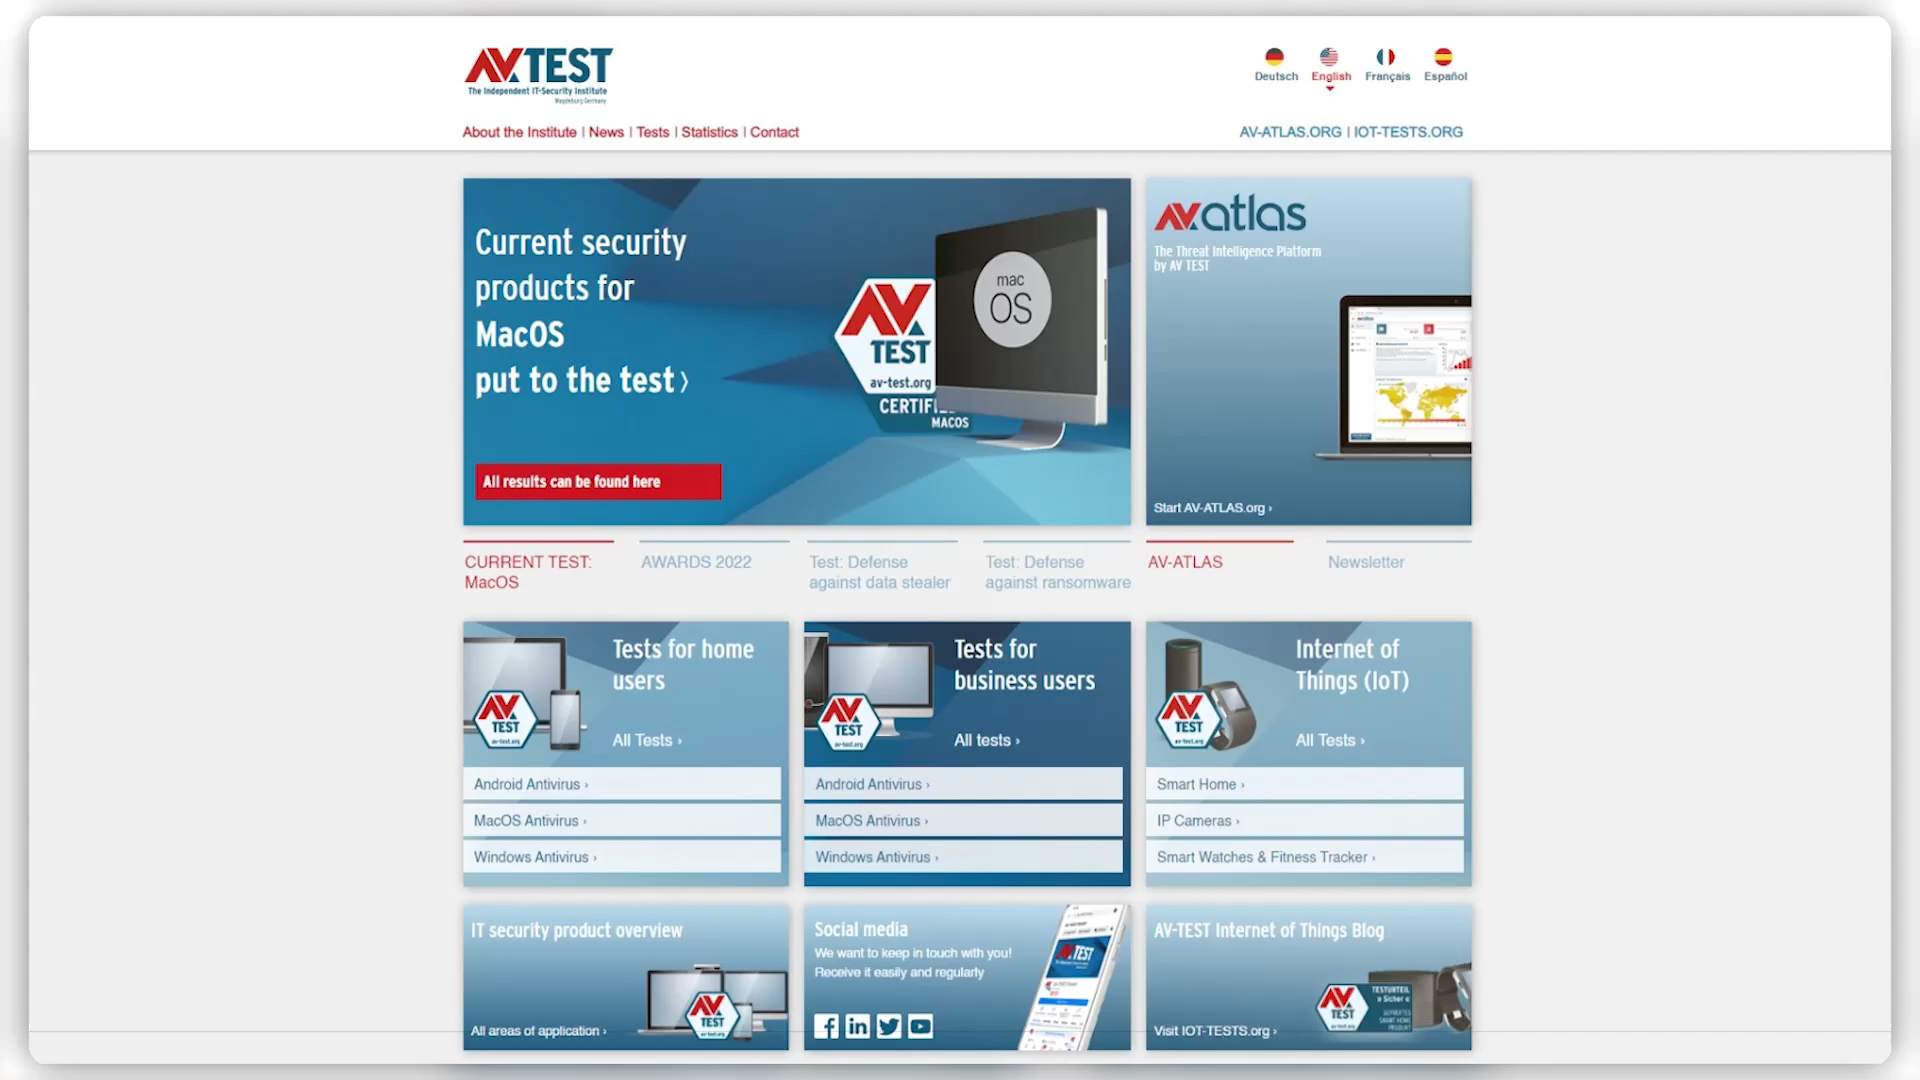 AVTEST
The Independent IT-Security Institute
Magdeburg Germany
Deutsch
English
Français
Español
About the Institute | News | Tests | Statistics | Contact
AV-ATLAS.ORG | IOT-TESTS.ORG
Current security
products for
MacOS
put to the test ›
AV
TEST
av-test.org
MACOS
mac
OS
All results can be found here
AVatlas
The Threat Intelligence Platform
by AV TEST
Start AV-ATLAS.org ›
CURRENT TEST:
MacOS
AWARDS 2022
Test: Defense
against data stealer
Test: Defense
against ransomware
AV-ATLAS
Newsletter
Tests for home
users
AV
TEST
av-test.org
All Tests ›
Android Antivirus ›
MacOS Antivirus ›
Windows Antivirus ›
Tests for
business users
AV
TEST
av-test.org
All tests ›
Android Antivirus ›
MacOS Antivirus ›
Windows Antivirus ›
Internet of
Things (IoT)
AV
TEST
av-test.org
All Tests ›
Smart Home ›
IP Cameras ›
Smart Watches & Fitness Tracker ›
IT security product overview
AV
TEST
av-test.org
All areas of application ›
Social media
We want to keep in touch with you!
Receive it easily and regularly
AVTEST
AV-TEST Internet of Things Blog
AV
TEST
av-test.org
TESTURTEIL
Sicher
Visit IOT-TESTS.org ›